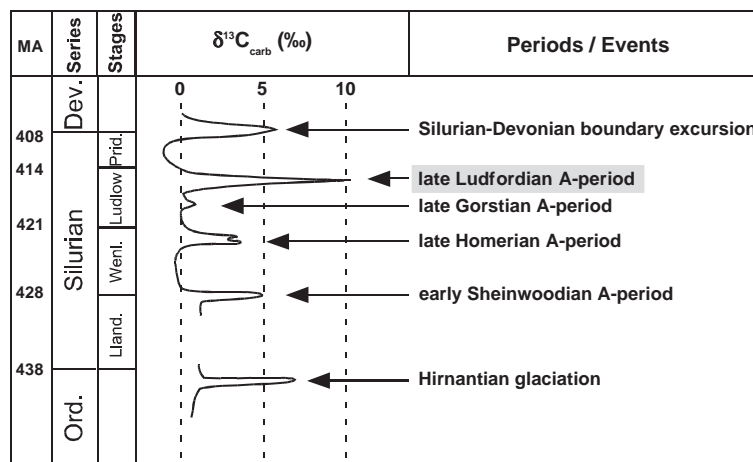 MA Series Stages δ¹³C carb (‰) Periods / Events
0 5 10
Dev.
Silurian-Devonian boundary excursion
408
Prid.
414
late Ludfordian A-period
Ludlow
late Gorstian A-period
421
Silurian
late Homerian A-period
Wenl.
428
early Sheinwoodian A-period
Lland.
438
Hirnantian glaciation
Ord.